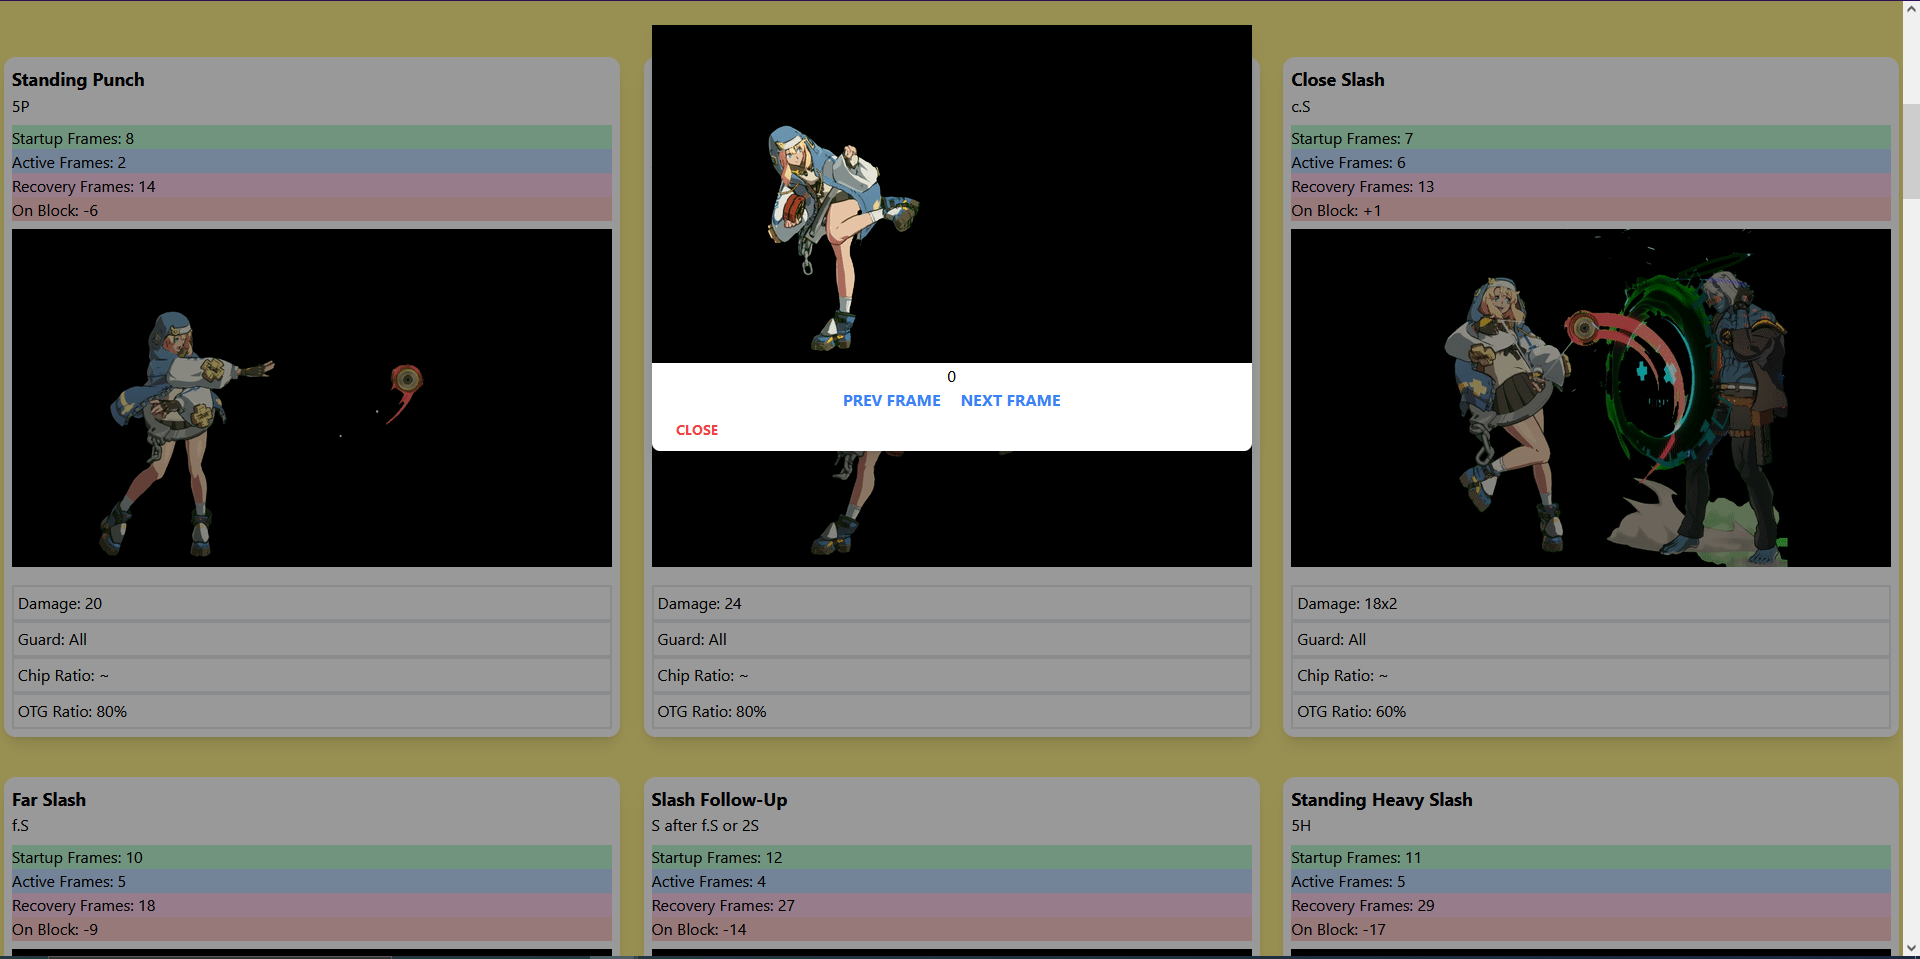 Standing Punch
5P
Startup Frames: 8
Active Frames: 2
Recovery Frames: 14
On Block: -6
Damage: 20
Guard: All
Chip Ratio: ~
OTG Ratio: 80%
0
PREV FRAME NEXT FRAME
CLOSE
Damage: 24
Guard: All
Chip Ratio: ~
OTG Ratio: 80%
Close Slash
c.S
Startup Frames: 7
Active Frames: 6
Recovery Frames: 13
On Block: +1
Damage: 18x2
Guard: All
Chip Ratio: ~
OTG Ratio: 60%
Far Slash
f.S
Startup Frames: 10
Active Frames: 5
Recovery Frames: 18
On Block: -9
Slash Follow-Up
S after f.S or 2S
Startup Frames: 12
Active Frames: 4
Recovery Frames: 27
On Block: -14
Standing Heavy Slash
5H
Startup Frames: 11
Active Frames: 5
Recovery Frames: 29
On Block: -17